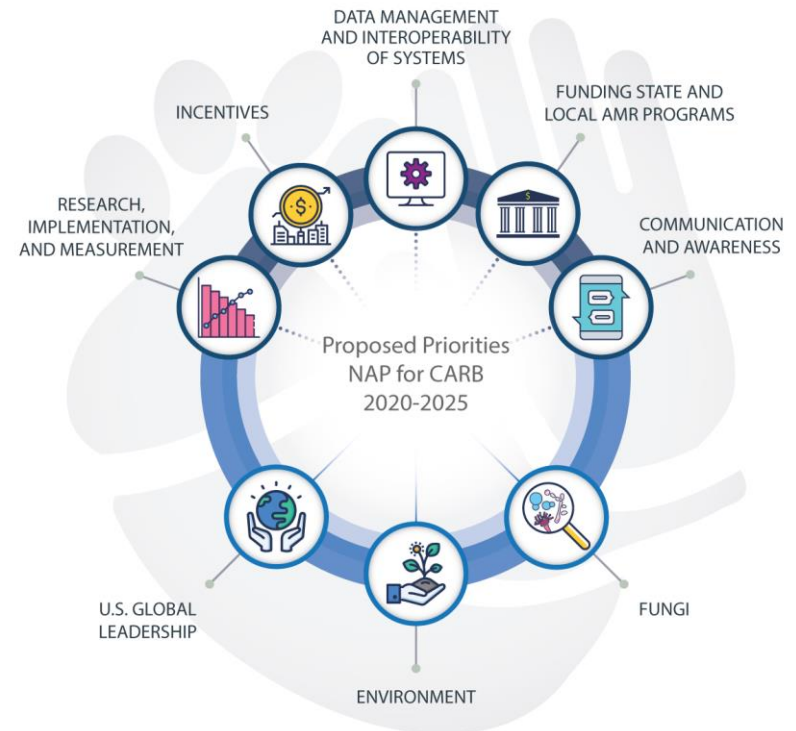 DATA MANAGEMENT
AND INTEROPERABILITY
OF SYSTEMS
FUNDING STATE AND
LOCAL AMR PROGRAMS
INCENTIVES
RESEARCH,
IMPLEMENTATION,
AND MEASUREMENT
COMMUNICATION
AND AWARENESS
$
$
Proposed Priorities
NAP for CARB
2020-2025
U.S. GLOBAL
LEADERSHIP
FUNGI
ENVIRONMENT